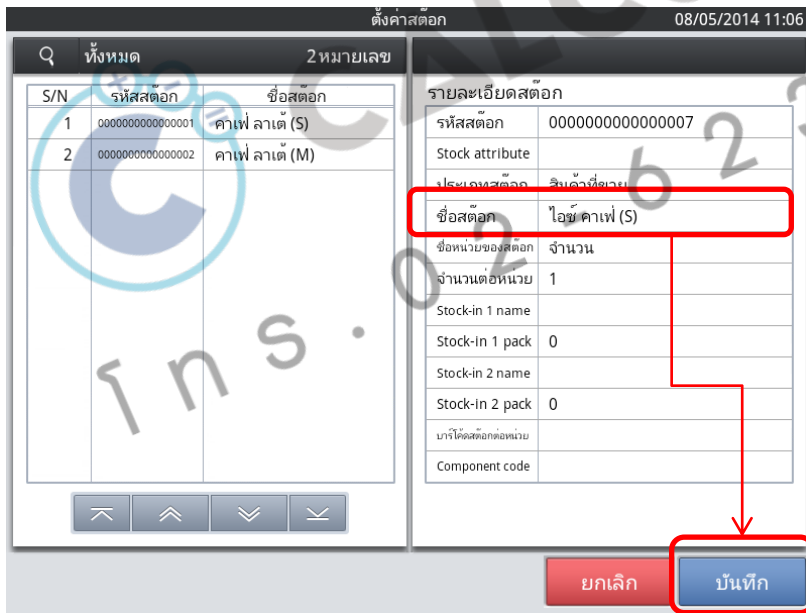 ตั้งค่าสต๊อก 08/05/2014 11:06
ทั้งหมด 2 หมายเลข
S/N รหัสสต๊อก ชื่อสต๊อก
1 0000000000000001 คาเฟ่ ลาเต้ (S)
2 0000000000000002 คาเฟ่ ลาเต้ (M)
รายละเอียดสต๊อก
รหัสสต๊อก 0000000000000007
Stock attribute
ประเภทสต๊อก สินค้าที่ขาย
ชื่อสต๊อก ไอซ์ คาเฟ่ (S)
ชื่อหน่วยของสต๊อก จำนวน
จำนวนต่อหน่วย 1
Stock-in 1 name
Stock-in 1 pack 0
Stock-in 2 name
Stock-in 2 pack 0
บาร์โค้ดสต๊อกต่อหน่วย
Component code
ยกเลิก บันทึก
โทร. 02-623